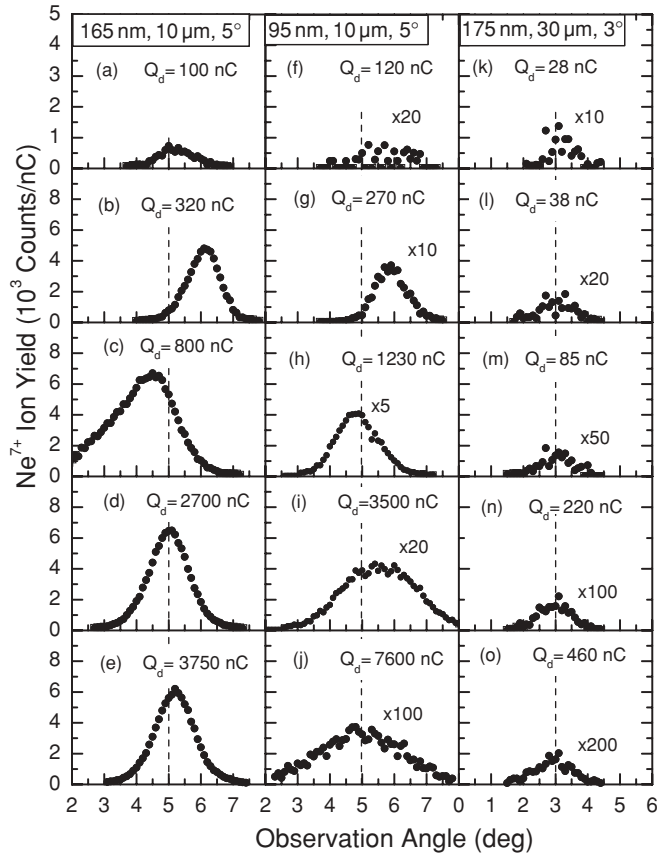 165 nm, 10 µm, 5°
95 nm, 10 µm, 5°
175 nm, 30 µm, 3°
5
4
3
2
1
0
(a) Q_d= 100 nC
(f) Q_d= 120 nC
x20
(k) Q_d= 28 nC
x10
8
6
4
2
0
(b) Q_d= 320 nC
(g) Q_d= 270 nC
x10
(l) Q_d= 38 nC
x20
8
6
4
2
0
(c) Q_d= 800 nC
(h) Q_d= 1230 nC
x5
(m) Q_d= 85 nC
x50
8
6
4
2
0
(d) Q_d= 2700 nC
(i) Q_d=3500 nC
x20
(n) Q_d= 220 nC
x100
8
6
4
2
0
(e) Q_d= 3750 nC
(j) Q_d= 7600 nC
x100
(o) Q_d= 460 nC
x200
2 3 4 5 6 7 2 3 4 5 6 7 8 0 1 2 3 4 5 6
Ne⁷⁺ Ion Yield (10³ Counts/nC)
Observation Angle (deg)